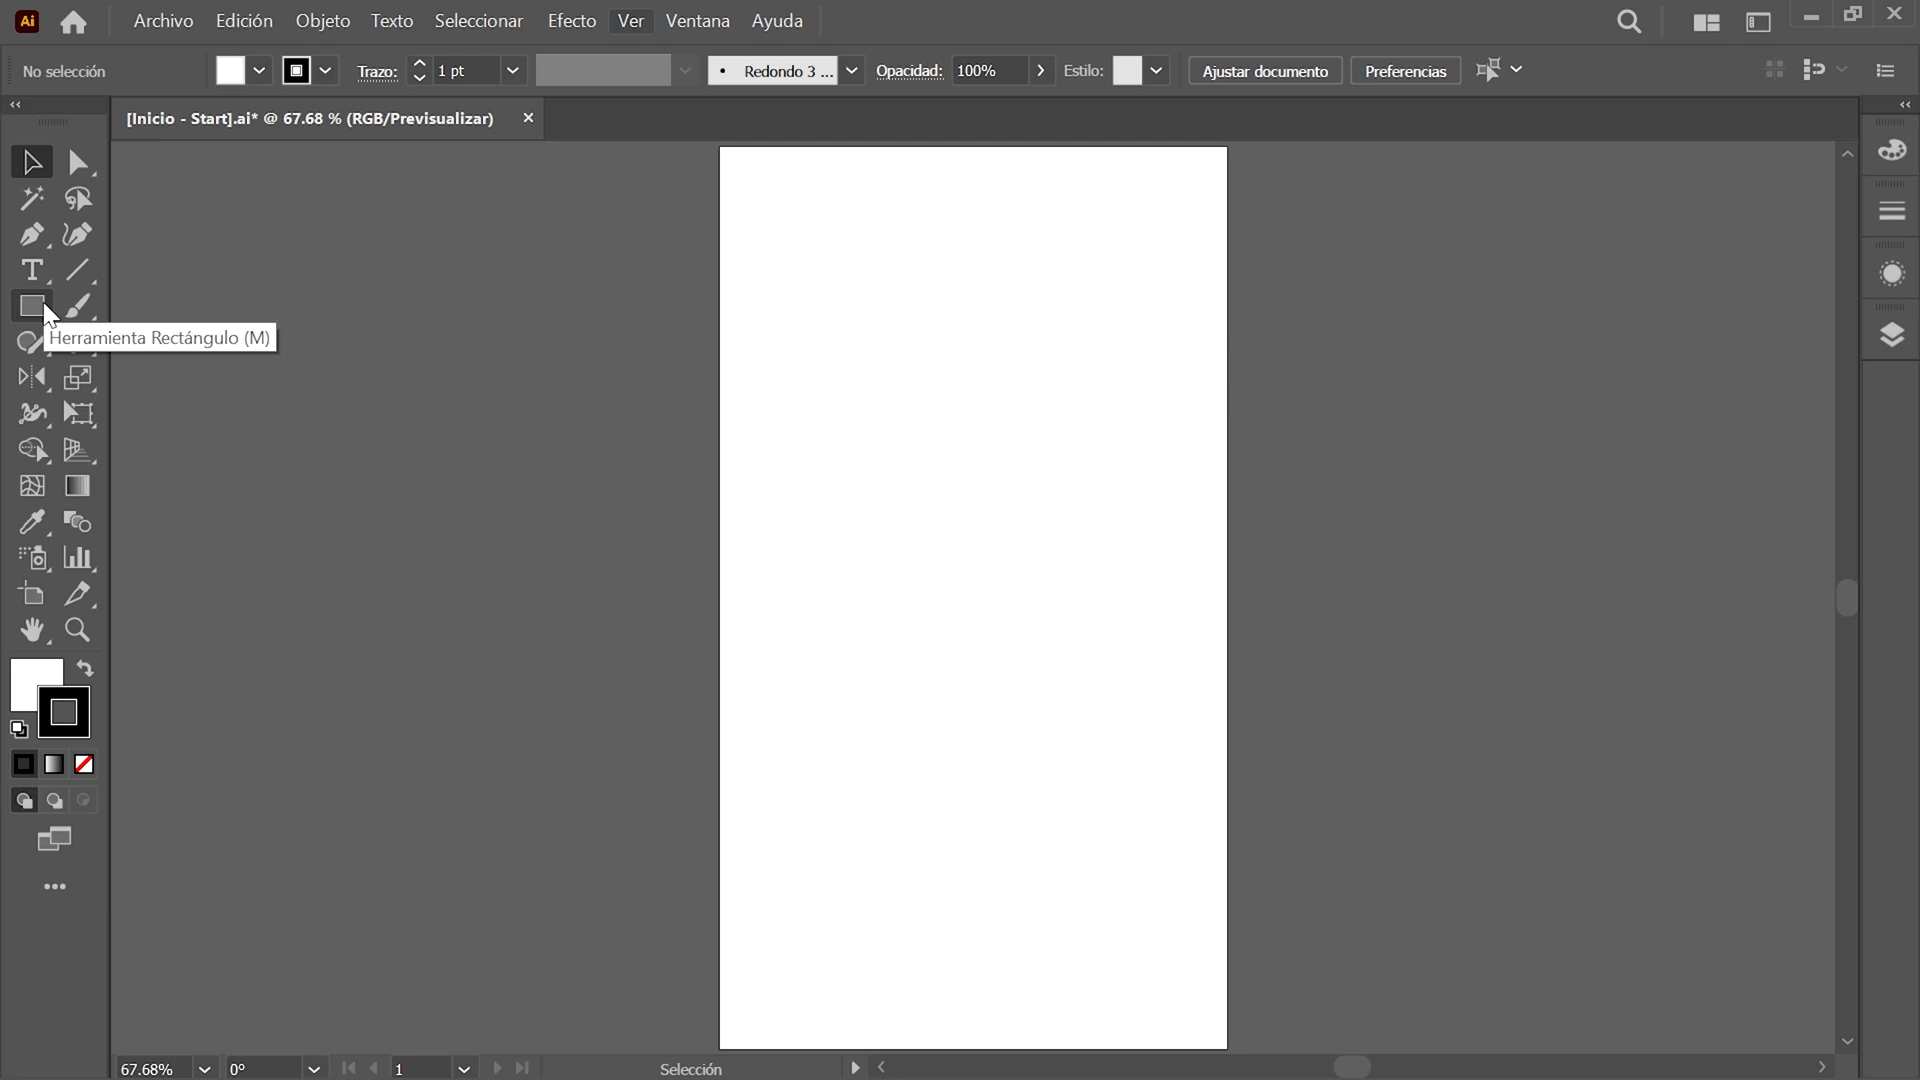 Ai Archivo Edición Objeto Texto Seleccionar Efecto Ver Ventana Ayuda
No selección Trazo: 1 pt Redondo 3 ... Opacidad: 100% Estilo: Ajustar documento Preferencias
[Inicio - Start].ai* @ 67.68 % (RGB/Previsualizar)
Herramienta Rectángulo (M)
67.68% 0° 1 Selección